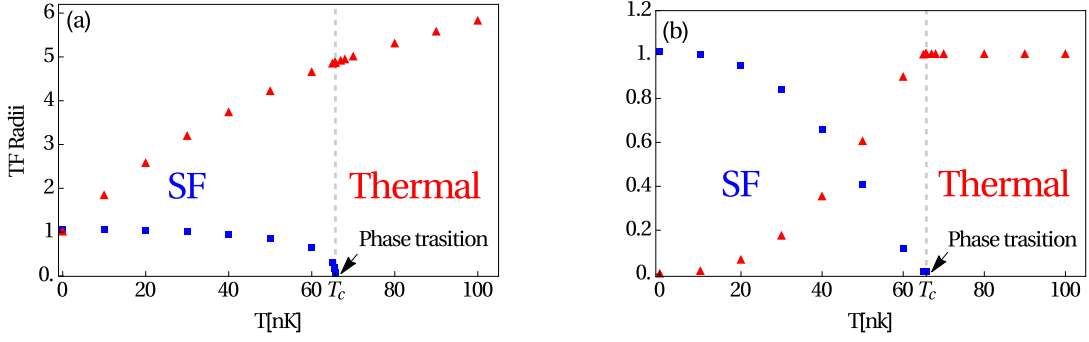 (a)
6
5
4
3
2
1
0.
TF Radii
SF
Thermal
Phase trasition
0 20 40 60 T_c 80 100
T[nK]
(b)
1.2
1.
0.8
0.6
0.4
0.2
0.
SF
Thermal
Phase trasition
0 20 40 60 T_c 80 100
T[nk]